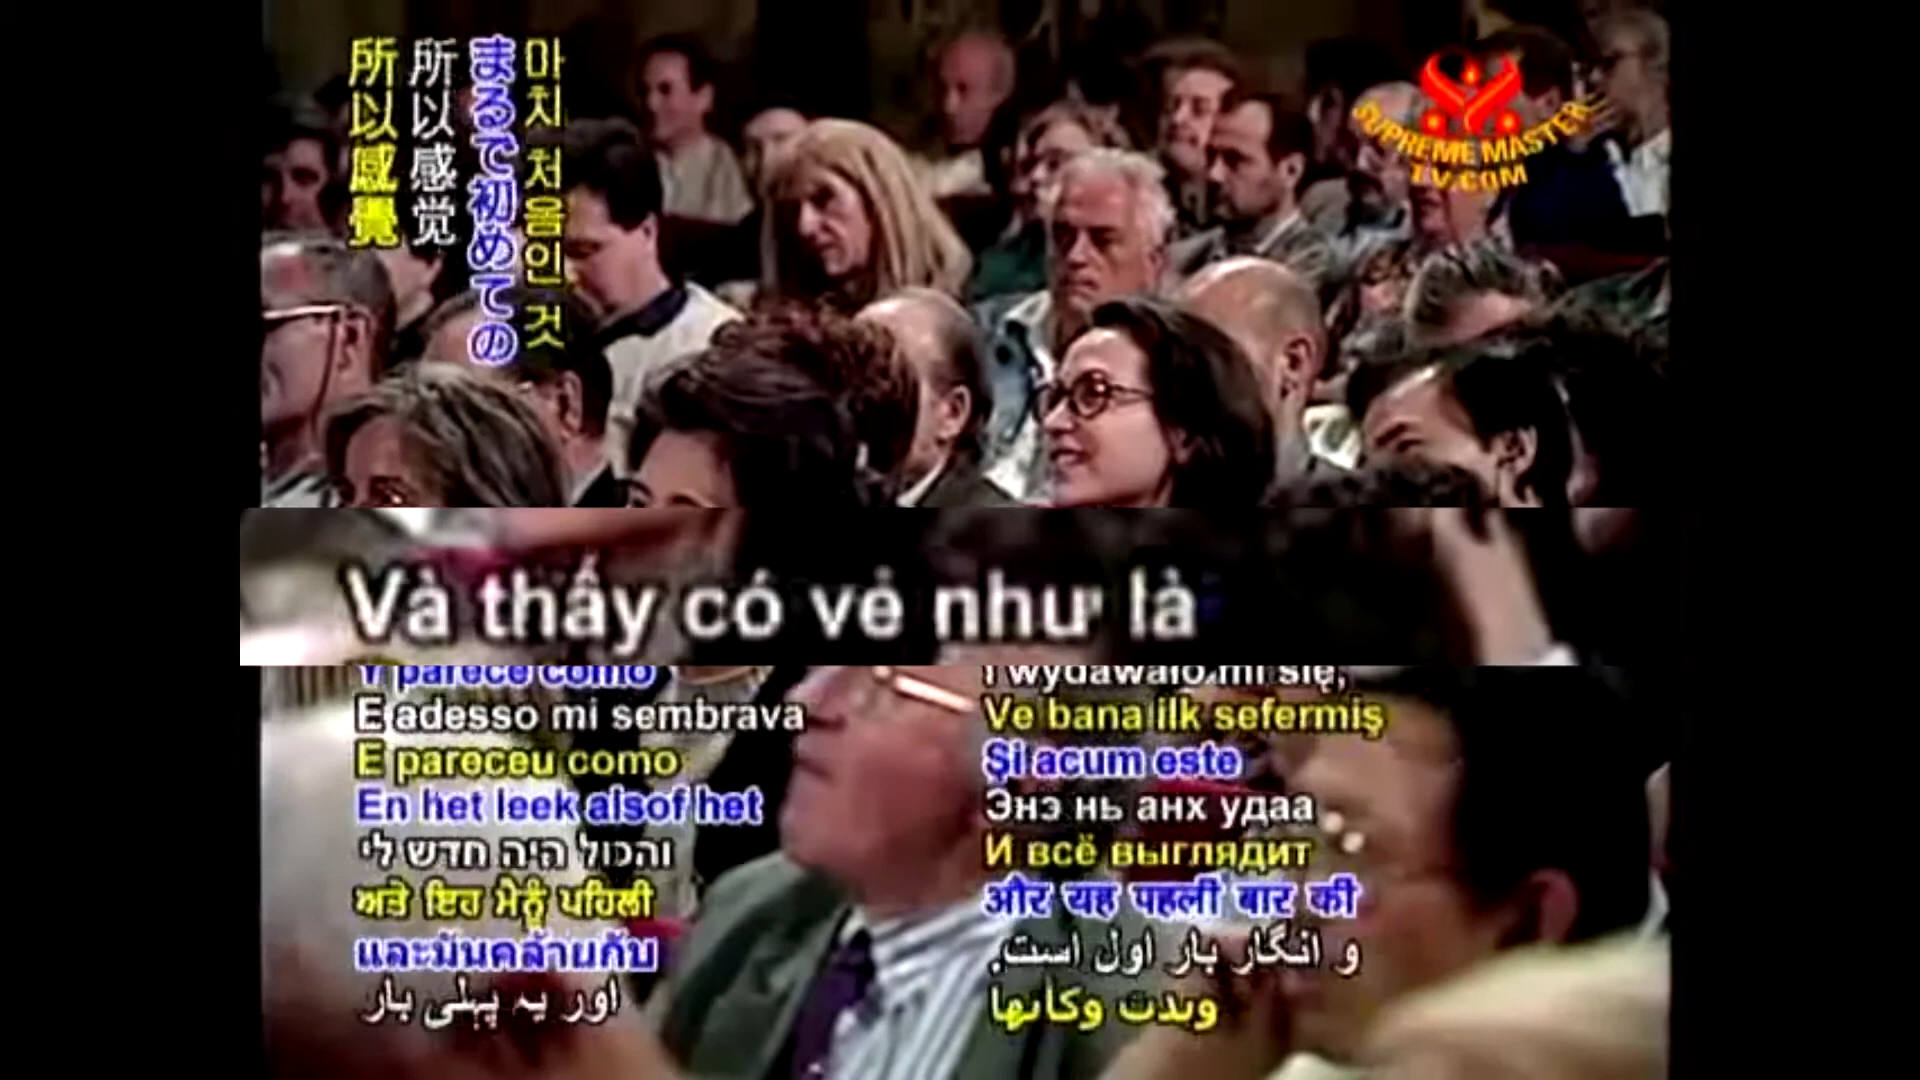 마치 처음인 것
まるで初めての
所以感觉
所以感覺
SUPREME MASTER
TV.COM
Và thấy có vẻ như là
Y parece como
E adesso mi sembrava
E pareceu como
En het leek alsof het
והכול היה חדש לי
ਅਤੇ ਇਹ ਮੈਨੂੰ ਪਹਿਲੀ
และมันคล้ายกับ
اور یہ پہلی بار
I wydawało mi się,
Ve bana ilk sefermiş
Şi acum este
Энэ нь анх удаа
И всё выглядит
और यह पहली बार की
و انگار بار اول است.
وبدت وكأنها